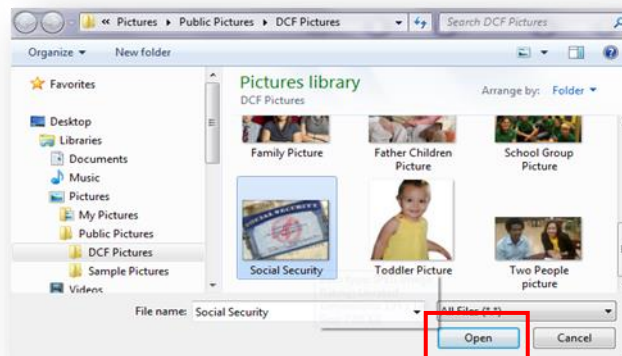 « Pictures ▸ Public Pictures ▸ DCF Pictures
Search DCF Pictures
Organize
New folder
Favorites
Desktop
Libraries
Documents
Music
Pictures
My Pictures
Public Pictures
DCF Pictures
Sample Pictures
Videos
Pictures library
DCF Pictures
Arrange by: Folder
Family Picture
Father Children
Picture
School Group
Picture
SOCIAL SECURITY
Social Security
Toddler Picture
Two People
picture
File name: Social Security
All Files (*.*)
Open
Cancel